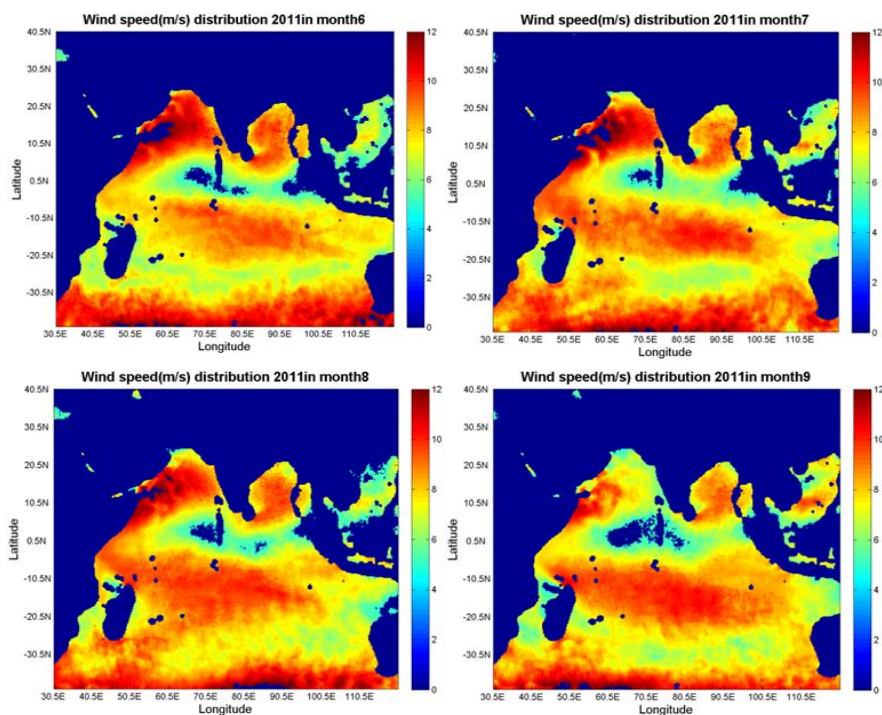 Wind speed(m/s) distribution 2011in month6
Latitude
40.5N
30.5N
20.5N
10.5N
0.5N
-10.5N
-20.5N
-30.5N
30.5E 40.5E 50.5E 60.5E 70.5E 80.5E 90.5E 100.5E 110.5E
Longitude
12
10
8
6
4
2
0
Wind speed(m/s) distribution 2011in month7
Latitude
40.5N
30.5N
20.5N
10.5N
0.5N
-10.5N
-20.5N
-30.5N
30.5E 40.5E 50.5E 60.5E 70.5E 80.5E 90.5E 100.5E 110.5E
Longitude
12
10
8
6
4
2
0
Wind speed(m/s) distribution 2011in month8
Latitude
40.5N
30.5N
20.5N
10.5N
0.5N
-10.5N
-20.5N
-30.5N
30.5E 40.5E 50.5E 60.5E 70.5E 80.5E 90.5E 100.5E 110.5E
Longitude
12
10
8
6
4
2
0
Wind speed(m/s) distribution 2011in month9
Latitude
40.5N
30.5N
20.5N
10.5N
0.5N
-10.5N
-20.5N
-30.5N
30.5E 40.5E 50.5E 60.5E 70.5E 80.5E 90.5E 100.5E 110.5E
Longitude
12
10
8
6
4
2
0